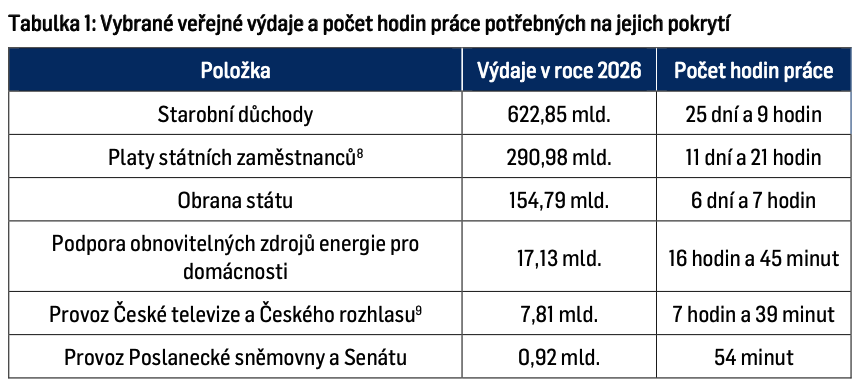 Tabulka 1: Vybrané veřejné výdaje a počet hodin práce potřebných na jejich pokrytí
Položka Výdaje v roce 2026 Počet hodin práce
Starobní důchody 622,85 mld. 25 dní a 9 hodin
Platy státních zaměstnanců⁸ 290,98 mld. 11 dní a 21 hodin
Obrana státu 154,79 mld. 6 dní a 7 hodin
Podpora obnovitelných zdrojů energie pro
domácnosti 17,13 mld. 16 hodin a 45 minut
Provoz České televize a Českého rozhlasu⁹ 7,81 mld. 7 hodin a 39 minut
Provoz Poslanecké sněmovny a Senátu 0,92 mld. 54 minut